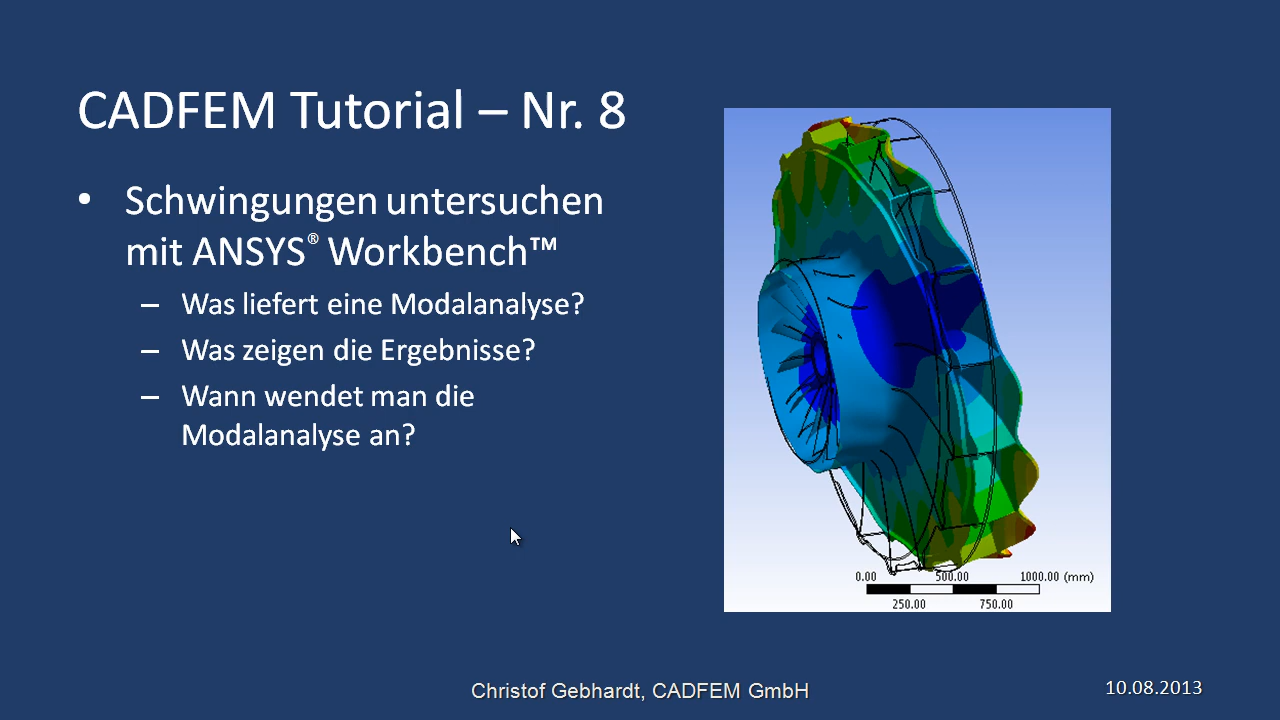 CADFEM Tutorial – Nr. 8
• Schwingungen untersuchen
mit ANSYS® Workbench™
– Was liefert eine Modalanalyse?
– Was zeigen die Ergebnisse?
– Wann wendet man die
Modalanalyse an?
0.00 500.00 1000.00 (mm)
250.00 750.00
Christof Gebhardt, CADFEM GmbH
10.08.2013